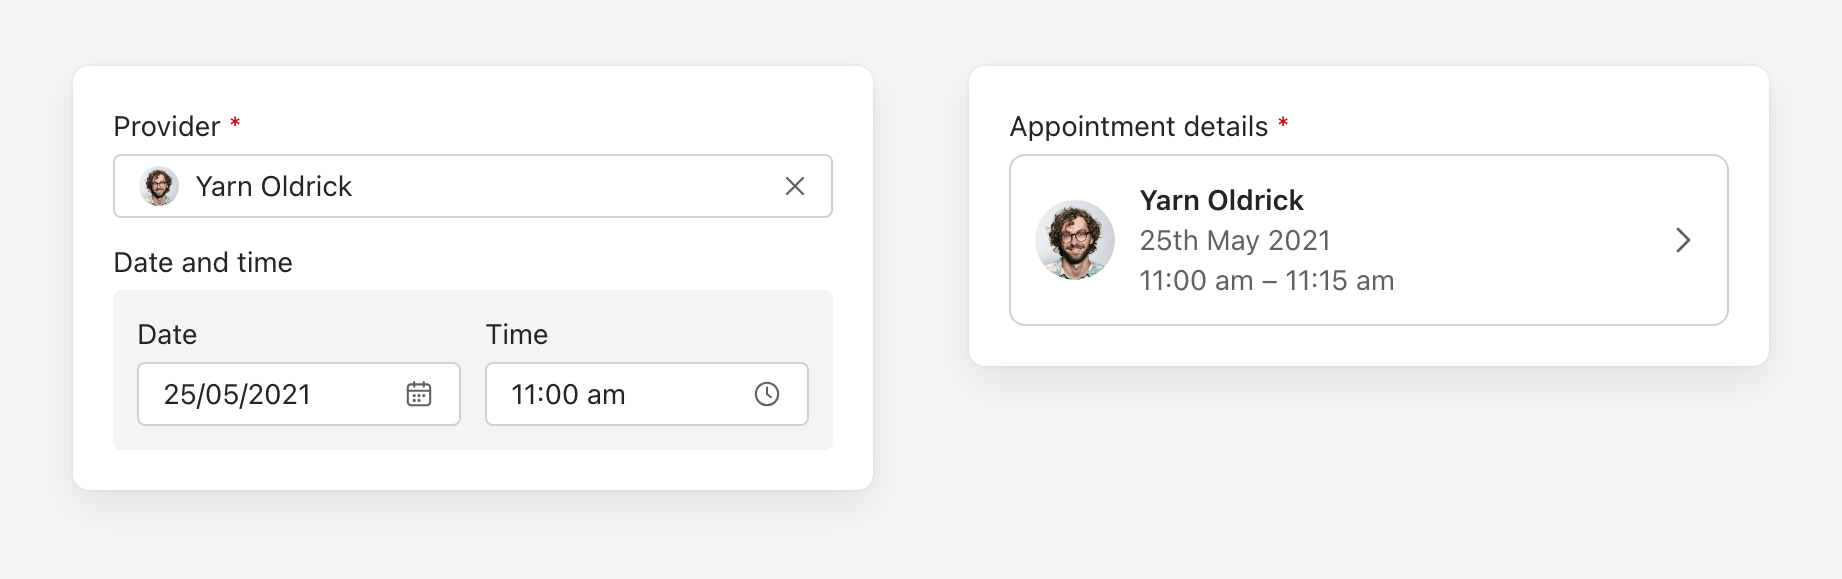 Provider *
Yarn Oldrick
Date and time
Date
Time
25/05/2021
11:00 am
Appointment details *
Yarn Oldrick
25th May 2021
11:00 am – 11:15 am